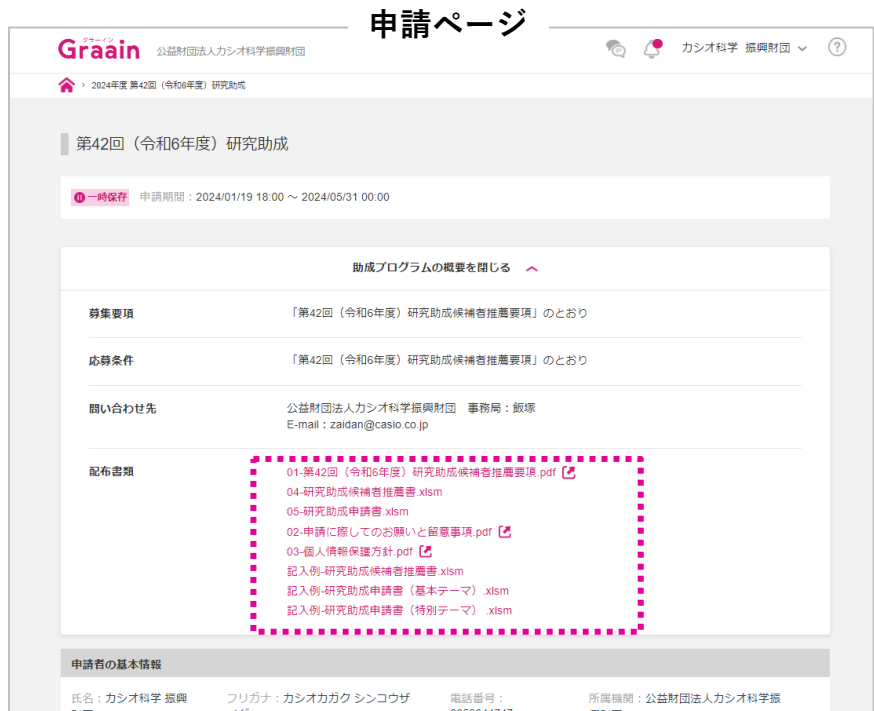 申請ページ
グラーイン
Graain 公益財団法人カシオ科学振興財団 カシオ科学 振興財団
2024年度 第42回（令和6年度）研究助成
第42回（令和6年度）研究助成
一時保存 申請期間：2024/01/19 18:00 ～ 2024/05/31 00:00
助成プログラムの概要を閉じる
募集要項 「第42回（令和6年度）研究助成候補者推薦要項」のとおり
応募条件 「第42回（令和6年度）研究助成候補者推薦要項」のとおり
問い合わせ先 公益財団法人カシオ科学振興財団　事務局：飯塚
E-mail：zaidan@casio.co.jp
配布書類 01-第42回（令和6年度）研究助成候補者推薦要項.pdf
04-研究助成候補者推薦書.xlsm
05-研究助成申請書.xlsm
02-申請に際してのお願いと留意事項.pdf
03-個人情報保護方針.pdf
記入例-研究助成候補者推薦書.xlsm
記入例-研究助成申請書（基本テーマ）.xlsm
記入例-研究助成申請書（特別テーマ） .xlsm
申請者の基本情報
氏名：カシオ科学 振興 フリガナ：カシオカガク シンコウザ 電話番号： 所属機関：公益財団法人カシオ科学振